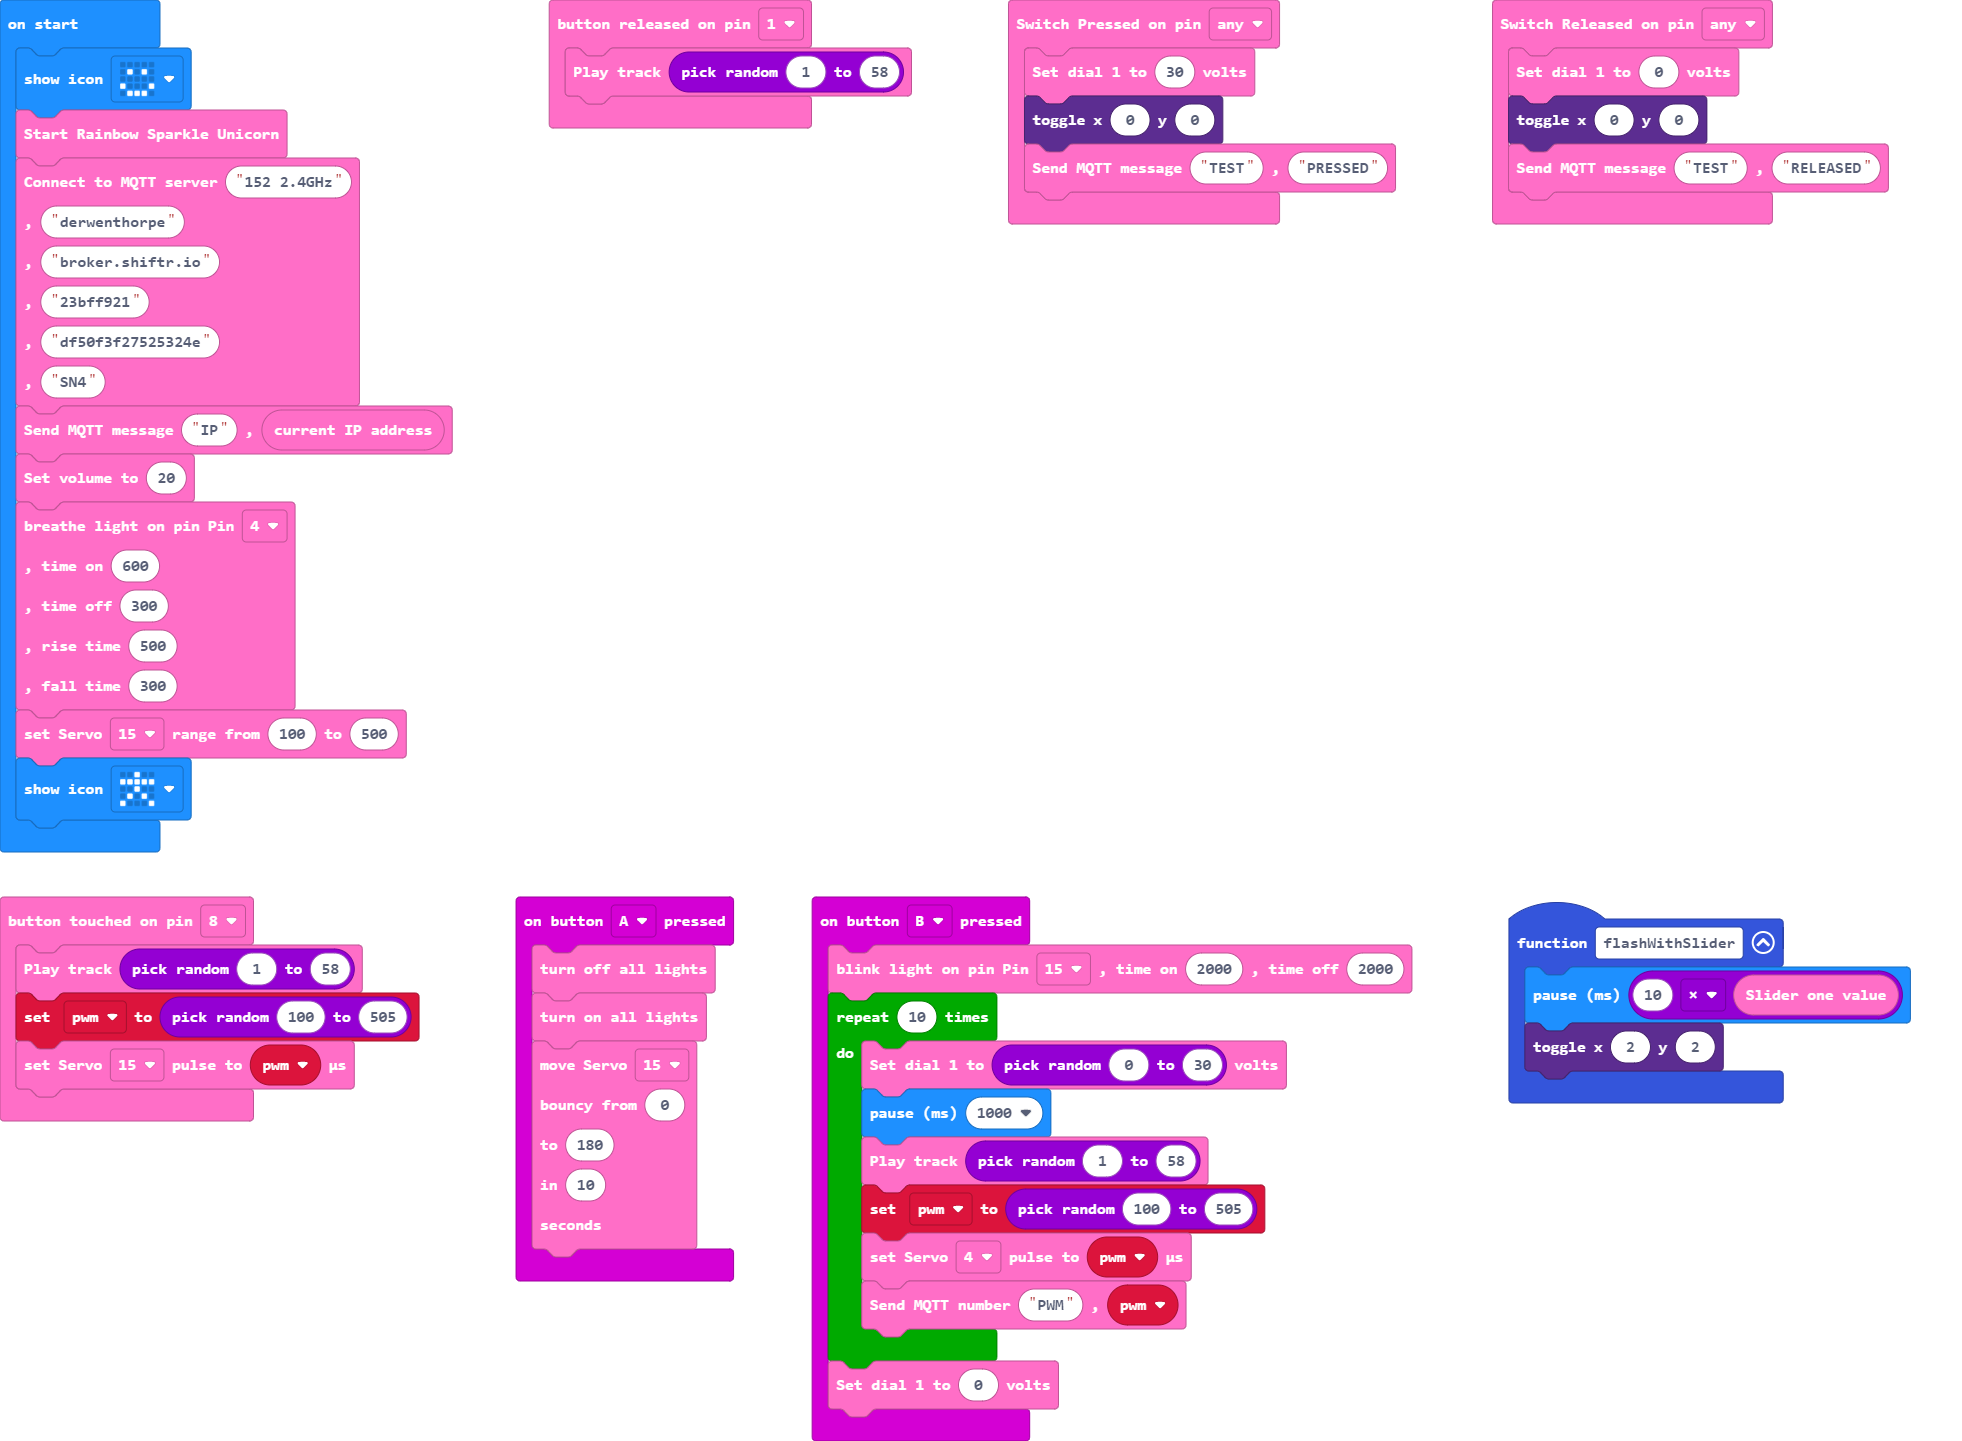 on start
show icon
Start Rainbow Sparkle Unicorn
Connect to MQTT server "152 2.4GHz"
, "derwenthorpe"
, "broker.shiftr.io"
, "23bff921"
, "df50f3f27525324e"
, "SN4"
Send MQTT message "IP" , current IP address
Set volume to 20
breathe light on pin Pin 4
, time on 600
, time off 300
, rise time 500
, fall time 300
set Servo 15 range from 100 to 500
show icon
button released on pin 1
Play track pick random 1 to 58
Switch Pressed on pin any
Set dial 1 to 30 volts
toggle x 0 y 0
Send MQTT message "TEST" , "PRESSED"
Switch Released on pin any
Set dial 1 to 0 volts
toggle x 0 y 0
Send MQTT message "TEST" , "RELEASED"
button touched on pin 8
Play track pick random 1 to 58
set pwm to pick random 100 to 505
set Servo 15 pulse to pwm µs
on button A pressed
turn off all lights
turn on all lights
move Servo 15
bouncy from 0
to 180
in 10
seconds
on button B pressed
blink light on pin Pin 15 , time on 2000 , time off 2000
repeat 10 times
do
Set dial 1 to pick random 0 to 30 volts
pause (ms) 1000
Play track pick random 1 to 58
set pwm to pick random 100 to 505
set Servo 4 pulse to pwm µs
Send MQTT number "PWM" , pwm
Set dial 1 to 0 volts
function flashWithSlider
pause (ms) 10 × Slider one value
toggle x 2 y 2